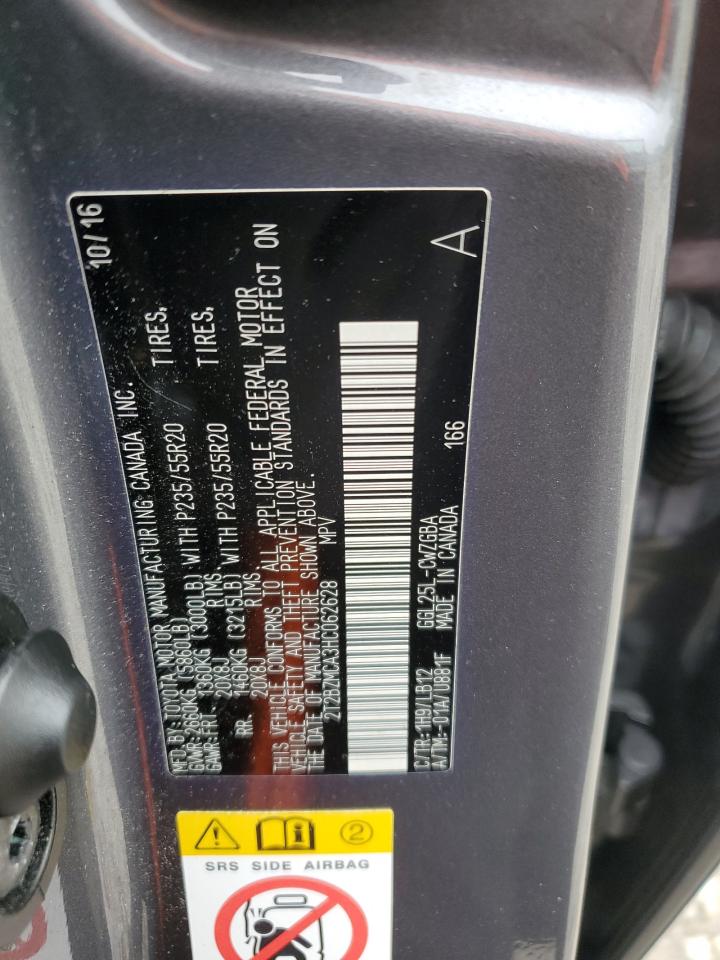 MFD BY: TOYOTA MOTOR MANUFACTURING CANADA INC. 10/16
GVWR: 2660KG (5860LB)
GAWR: FRT 1360KG (3000LB) WITH P235/55R20 TIRES.
20X8J RIMS
RR. 1460KG (3215LB) WITH P235/55R20 TIRES.
20X8J RIMS
THIS VEHICLE CONFORMS TO ALL APPLICABLE FEDERAL MOTOR
VEHICLE SAFETY AND THEFT PREVENTION STANDARDS IN EFFECT ON
THE DATE OF MANUFACTURE SHOWN ABOVE.
2T2BZMCA3HC062628 MPV
C/TR: 1H9/LB12 GGL25L-CWZGBA
A/TM: 01A/U881F MADE IN CANADA 166 A
2
SRS SIDE AIRBAG